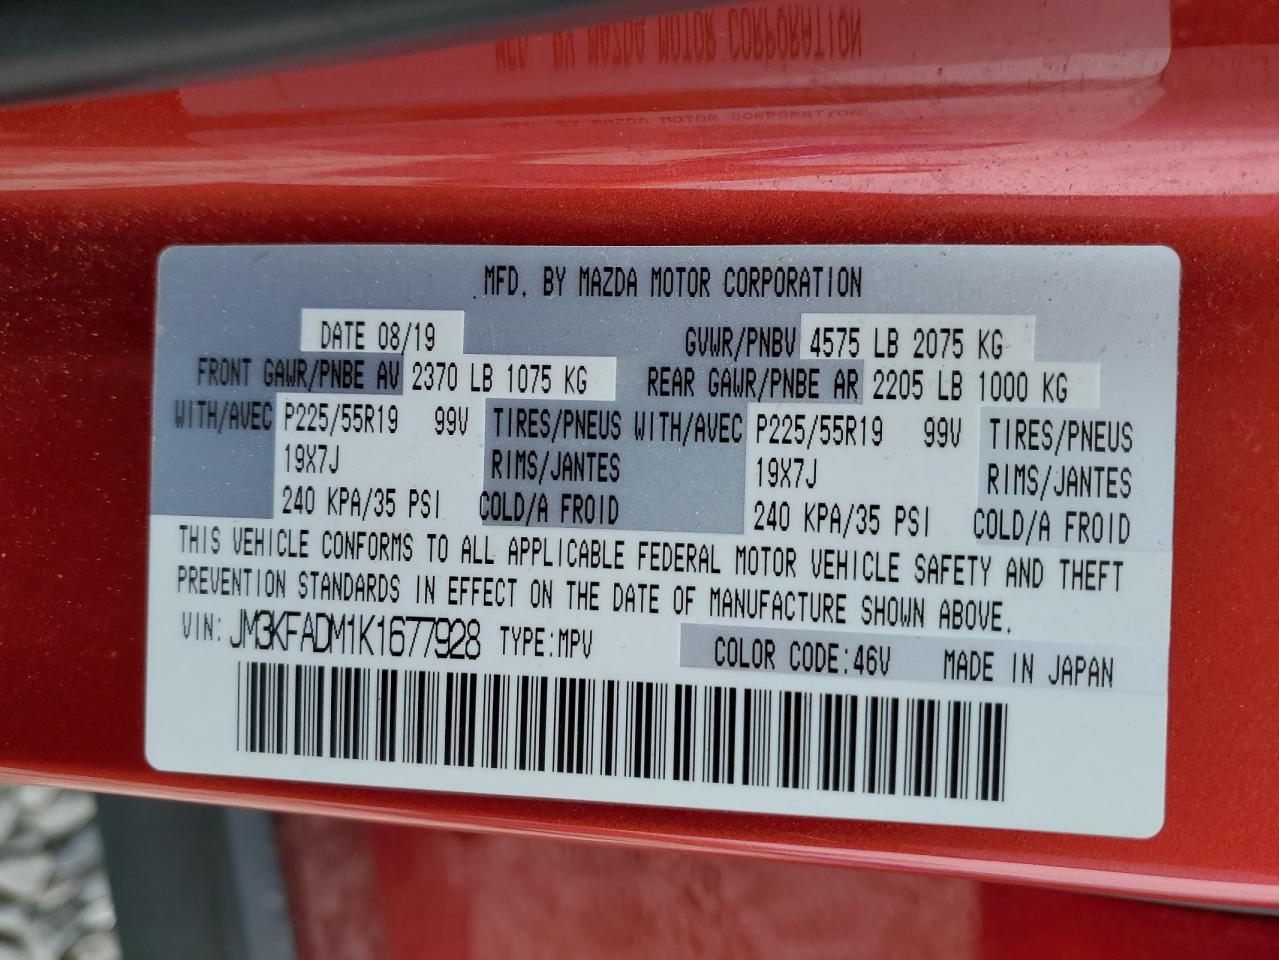 MFD. BY MAZDA MOTOR CORPORATION
DATE 08/19 GVWR/PNBV 4575 LB 2075 KG
FRONT GAWR/PNBE AV 2370 LB 1075 KG REAR GAWR/PNBE AR 2205 LB 1000 KG
WITH/AVEC P225/55R19 99V TIRES/PNEUS WITH/AVEC P225/55R19 99V TIRES/PNEUS
19X7J RIMS/JANTES 19X7J RIMS/JANTES
240 KPA/35 PSI COLD/A FROID 240 KPA/35 PSI COLD/A FROID
THIS VEHICLE CONFORMS TO ALL APPLICABLE FEDERAL MOTOR VEHICLE SAFETY AND THEFT
PREVENTION STANDARDS IN EFFECT ON THE DATE OF MANUFACTURE SHOWN ABOVE.
VIN: JM3KFADM1K1677928 TYPE:MPV COLOR CODE:46V MADE IN JAPAN